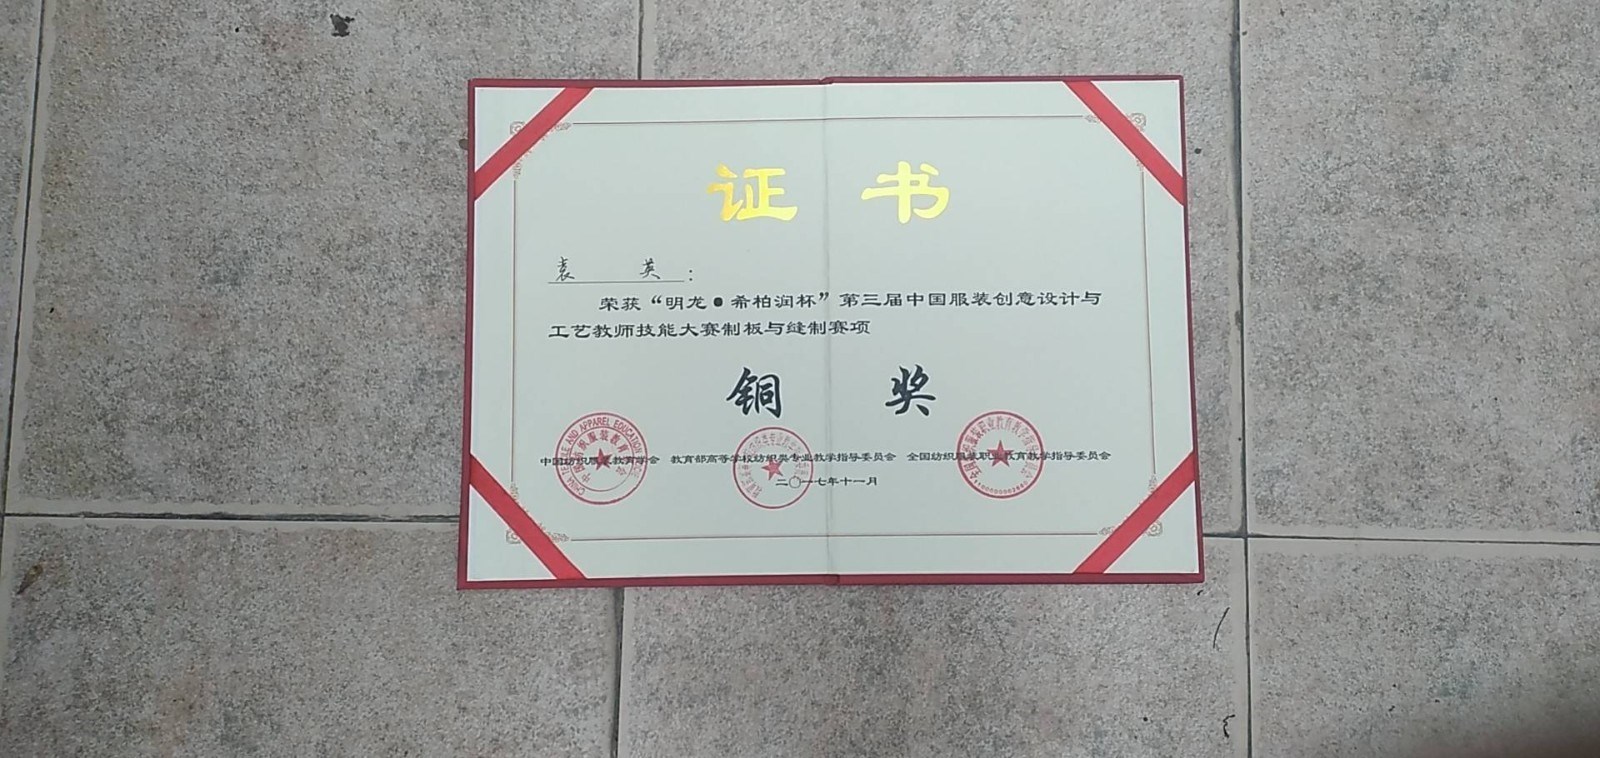 证 书
袁 英：
荣获“明龙●希柏润杯”第三届中国服装创意设计与
工艺教师技能大赛制板与缝制赛项
铜 奖
中国纺织服装教育学会 教育部高等学校纺织类专业教学指导委员会 全国纺织服装职业教育教学指导委员会
二〇一七年十一月